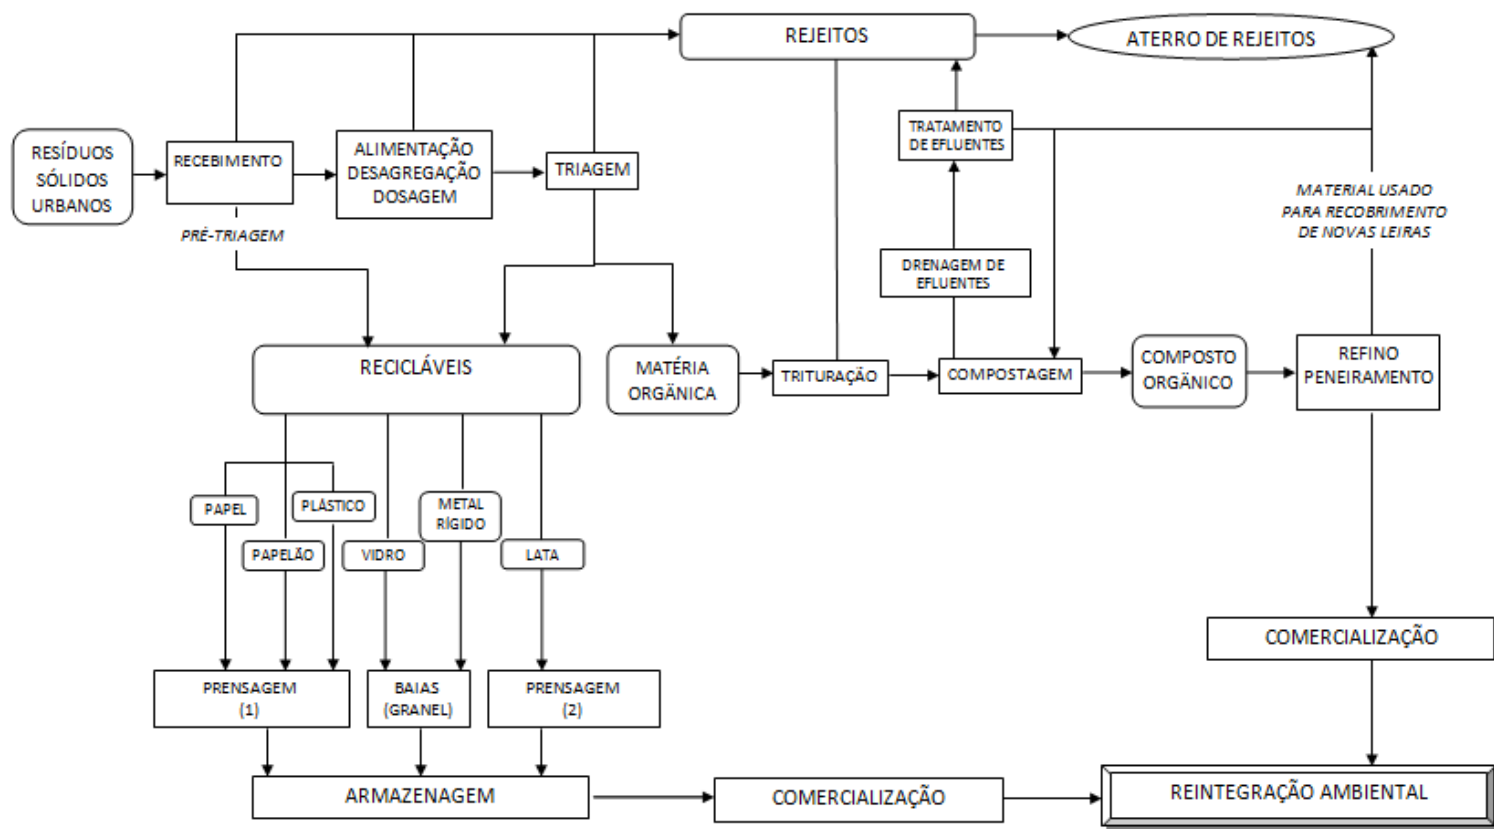 REJEITOS
ATERRO DE REJEITOS
RESÍDUOS
SÓLIDOS
URBANOS
RECEBIMENTO
ALIMENTAÇÃO
DESAGREGAÇÃO
DOSAGEM
TRIAGEM
TRATAMENTO
DE EFLUENTES
PRÉ-TRIAGEM
MATERIAL USADO
PARA RECOBRIMENTO
DE NOVAS LEIRAS
DRENAGEM DE
EFLUENTES
RECICLÁVEIS
MATÉRIA
ORGÄNICA
TRITURAÇÃO
COMPOSTAGEM
COMPOSTO
ORGÄNICO
REFINO
PENEIRAMENTO
PAPEL
PLÁSTICO
METAL
RÍGIDO
PAPELÃO
VIDRO
LATA
COMERCIALIZAÇÃO
PRENSAGEM
(1)
BAIAS
(GRANEL)
PRENSAGEM
(2)
ARMAZENAGEM
COMERCIALIZAÇÃO
REINTEGRAÇÃO AMBIENTAL